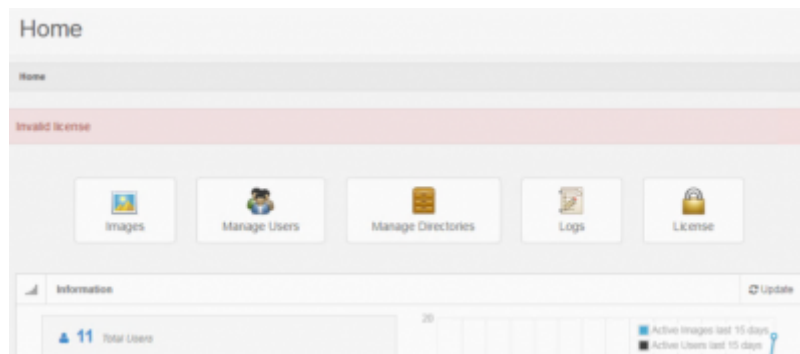 Home
Home
Invalid license
Images Manage Users Manage Directories Logs License
Information Update
20
11 Total Users
Active Images last 15 days
Active Users last 15 days